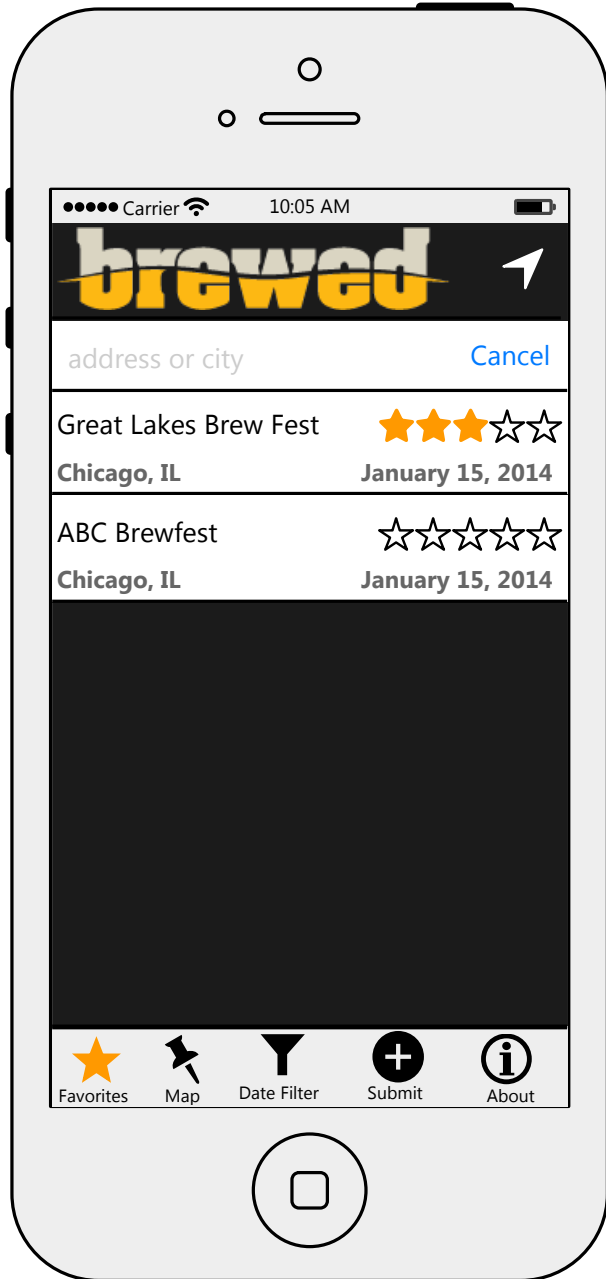 Carrier 10:05 AM
brewed
address or city Cancel
Great Lakes Brew Fest
Chicago, IL January 15, 2014
ABC Brewfest
Chicago, IL January 15, 2014
Favorites Map Date Filter Submit About